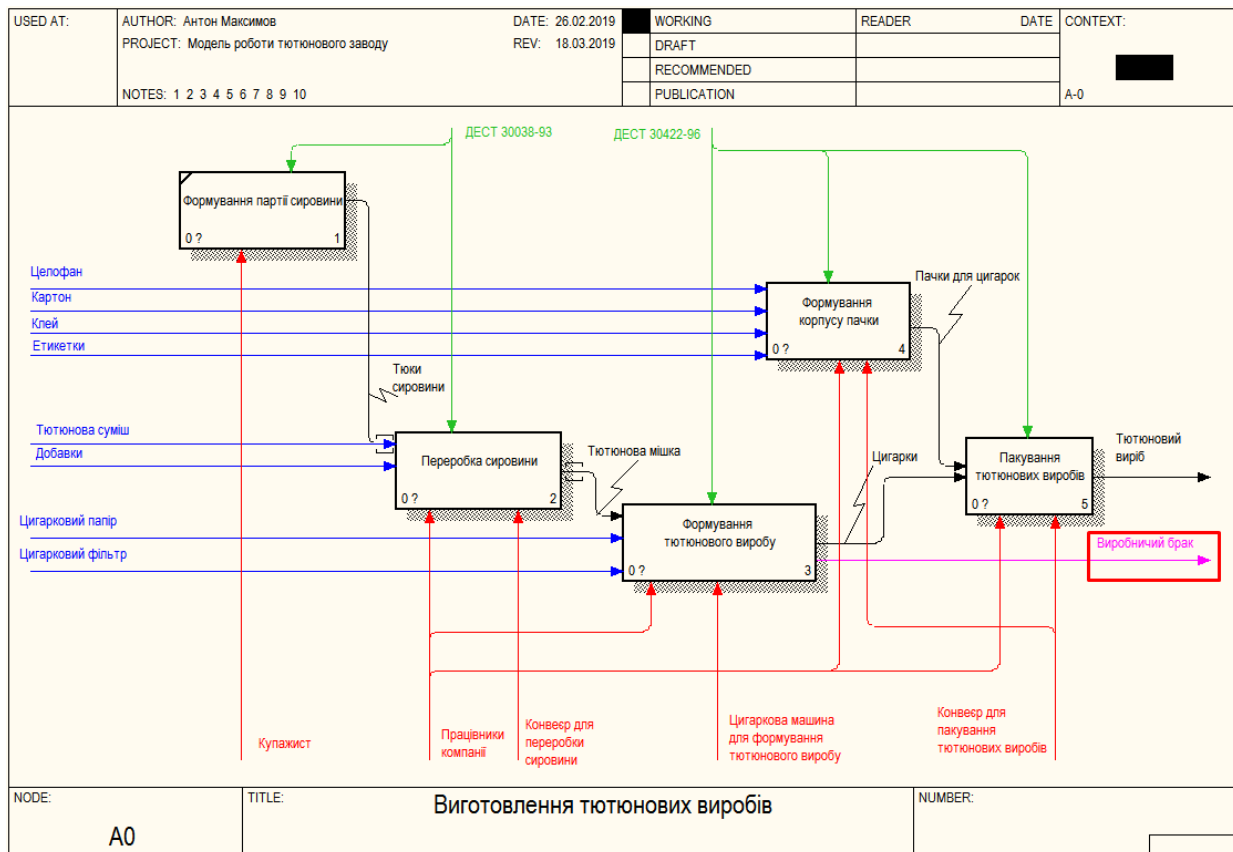 USED AT:
AUTHOR: Антон Максимов
DATE: 26.02.2019
WORKING
READER
DATE
CONTEXT:
PROJECT: Модель роботи тютюнового заводу
REV: 18.03.2019
DRAFT
RECOMMENDED
NOTES: 1 2 3 4 5 6 7 8 9 10
PUBLICATION
A-0
ДЕСТ 30038-93
ДЕСТ 30422-96
Формування партії сировини
0 ?
1
Целофан
Картон
Клей
Етикетки
Пачки для цигарок
Формування
корпусу пачки
0 ?
4
Тюки
сировини
Тютюнова суміш
Добавки
Переробка сировини
0 ?
2
Тютюнова мішка
Цигарки
Пакування
тютюнових виробів
0 ?
5
Тютюновий
виріб
Цигарковий папір
Цигарковий фільтр
Формування
тютюнового виробу
0 ?
3
Виробничий брак
Купажист
Працівники
компанії
Конвеєр для
переробки
сировини
Цигаркова машина
для формування
тютюнового виробу
Конвеєр для
пакування
тютюнових виробів
NODE:
A0
TITLE:
Виготовлення тютюнових виробів
NUMBER: